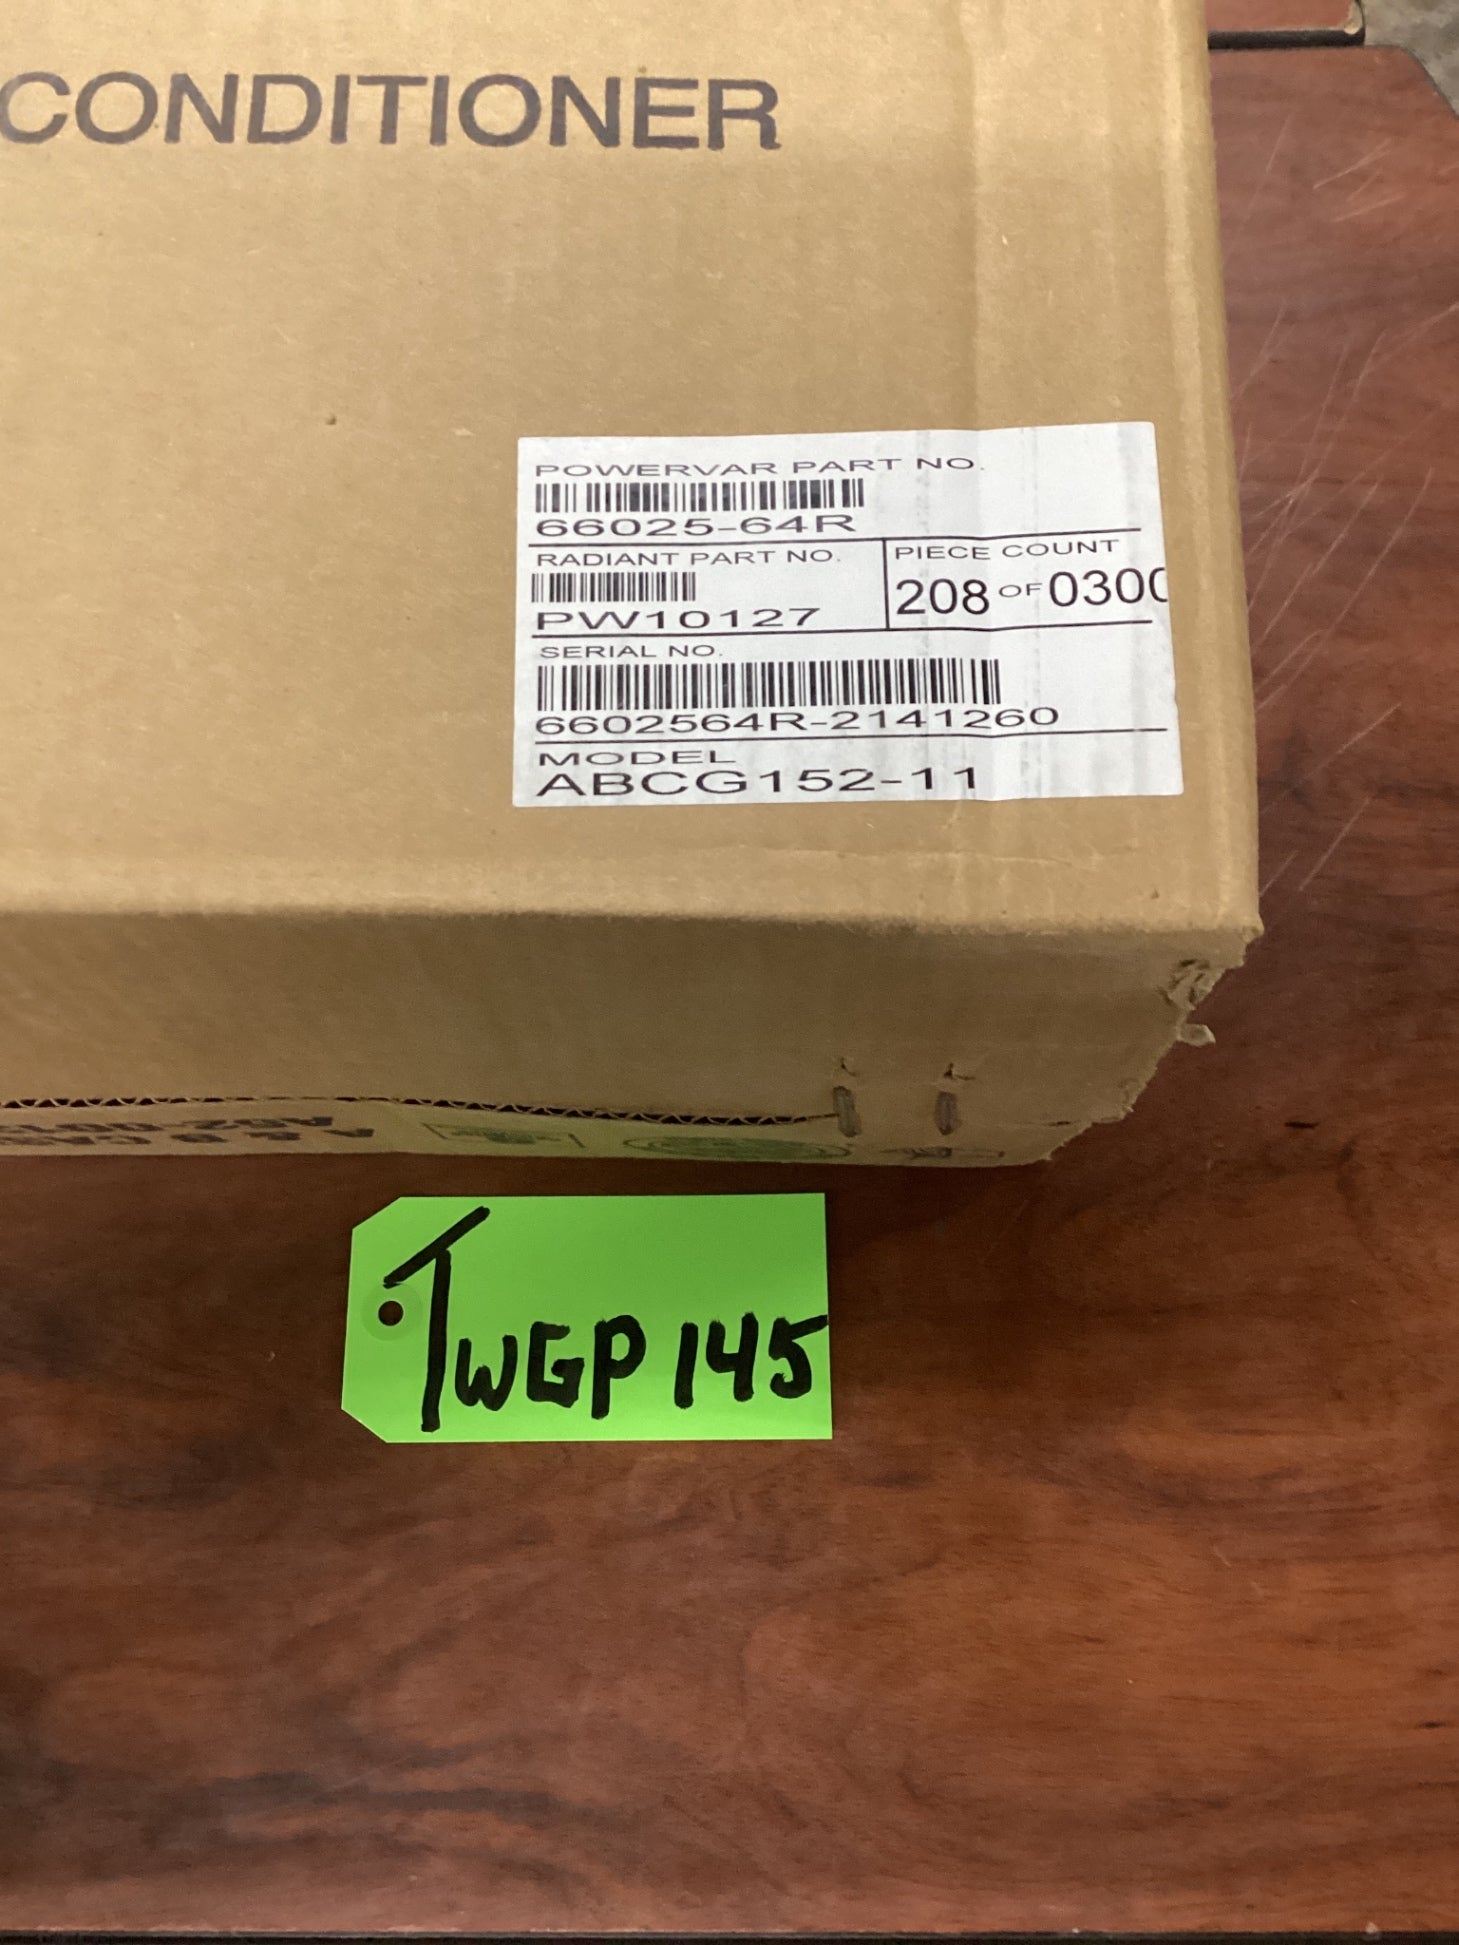 CONDITIONER
POWERVAR PART NO.
66025-64R
RADIANT PART NO.
PW10127
PIECE COUNT
208 OF 0300
SERIAL NO.
6602564R-2141260
MODEL
ABCG152-11
TWGP145